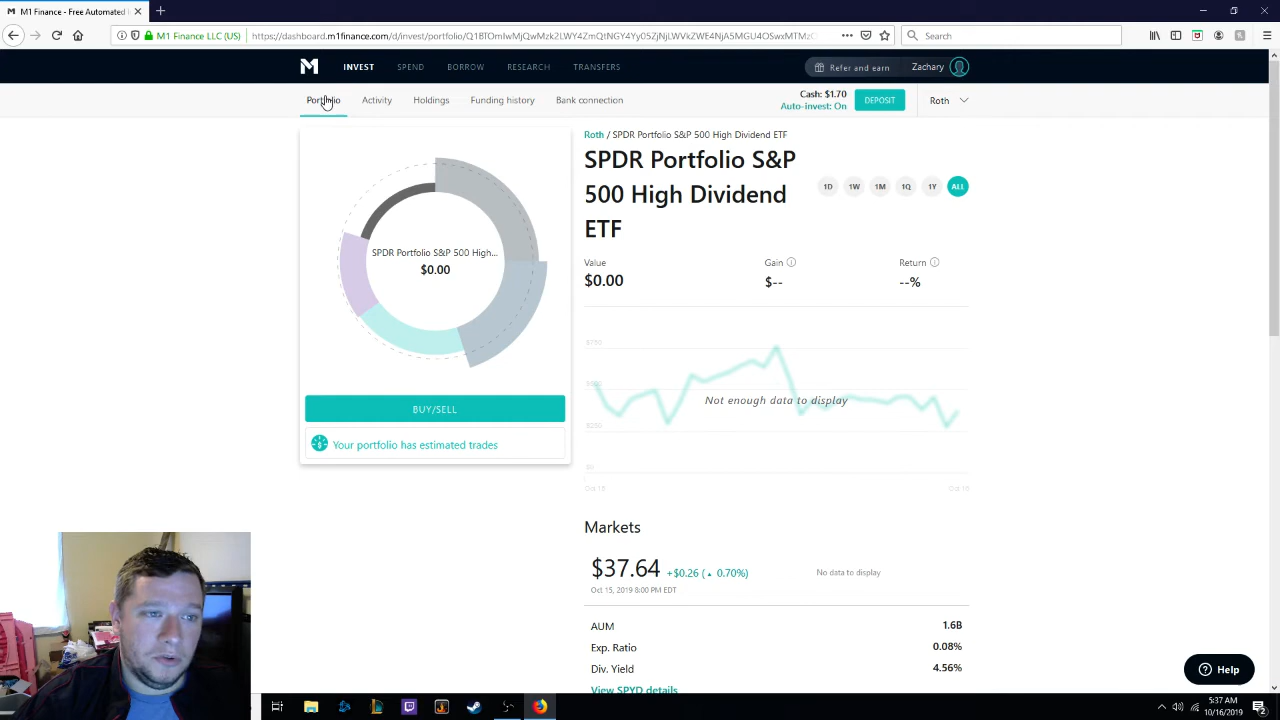 M1 Finance - Free Automated I
M1 Finance LLC (US)
https://dashboard.m1finance.com/d/invest/portfolio/
Search
INVEST SPEND BORROW RESEARCH TRANSFERS
Refer and earn
Zachary
Portfolio Activity Holdings Funding history Bank connection
Cash: $1.70
Auto-invest: On
DEPOSIT
Roth
Roth / SPDR Portfolio S&P 500 High Dividend ETF
SPDR Portfolio S&P
500 High Dividend
ETF
1D 1W 1M 1Q 1Y ALL
SPDR Portfolio S&P 500 High...
$0.00
Value Gain Return
$0.00 $-- --%
BUY/SELL
Your portfolio has estimated trades
$250
$0
Not enough data to display
Markets
$37.64 +$0.26 (▲ 0.70%)
Oct 15, 2019 8:00 PM EDT
No data to display
AUM 1.6B
Exp. Ratio 0.08%
Div. Yield 4.56%
View SPYD details
Help
5:37 AM
10/16/2019
2